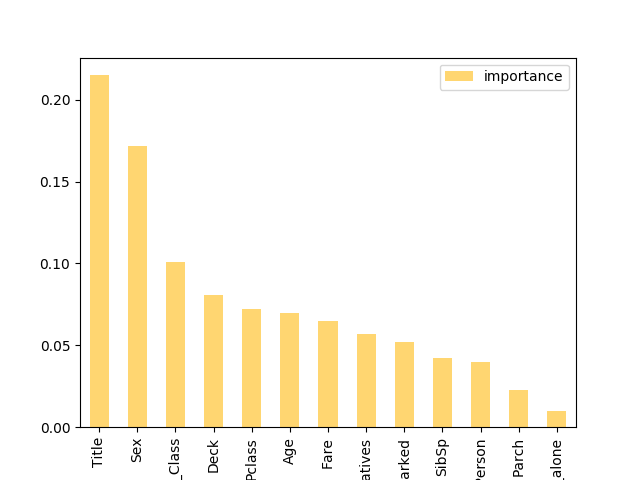 importance
0.20
0.15
0.10
0.05
0.00
Title
Sex
_Class
Deck
Pclass
Age
Fare
atives
arked
SibSp
Person
Parch
_alone